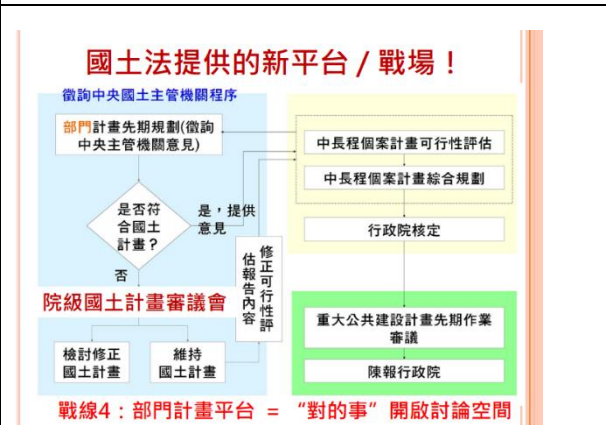 國土法提供的新平台/戰場！
徵詢中央國土主管機關程序
部門計畫先期規劃(徵詢
中央主管機關意見)
是否符
合國土
計畫？
是，提供
意見
否
院級國土計畫審議會
檢討修正
國土計畫
維持
國土計畫
修正可行性評
估報告內容
中長程個案計畫可行性評估
中長程個案計畫綜合規劃
行政院核定
重大公共建設計畫先期作業
審議
陳報行政院
戰線4：部門計畫平台 = “對的事”開啟討論空間